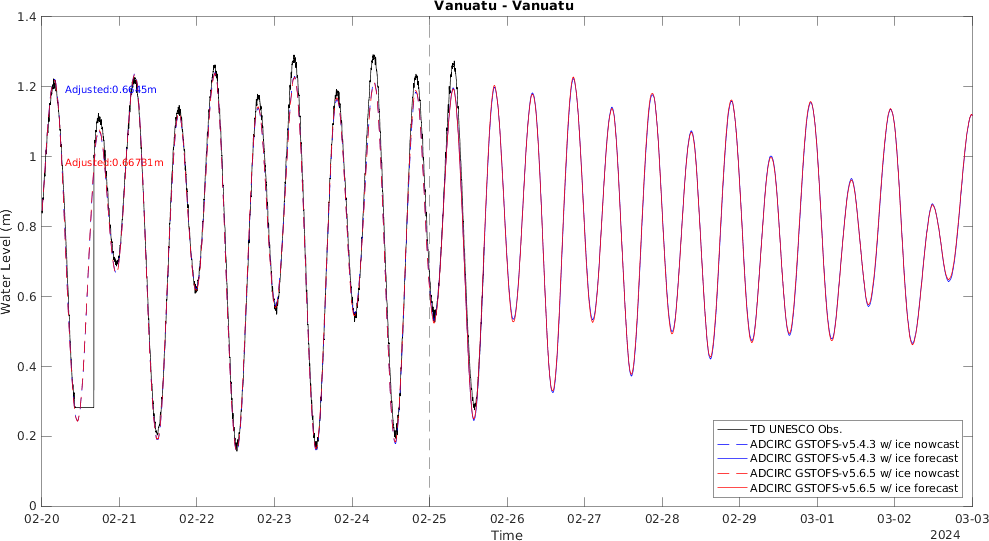 Vanuatu - Vanuatu
1.4
1.2
1
0.8
0.6
0.4
0.2
0
Water Level (m)
Adjusted:0.6645m
Adjusted:0.66781m
TD UNESCO Obs.
ADCIRC GSTOFS-v5.4.3 w/ ice nowcast
ADCIRC GSTOFS-v5.4.3 w/ ice forecast
ADCIRC GSTOFS-v5.6.5 w/ ice nowcast
ADCIRC GSTOFS-v5.6.5 w/ ice forecast
02-20 02-21 02-22 02-23 02-24 02-25 02-26 02-27 02-28 02-29 03-01 03-02 03-03
Time
2024